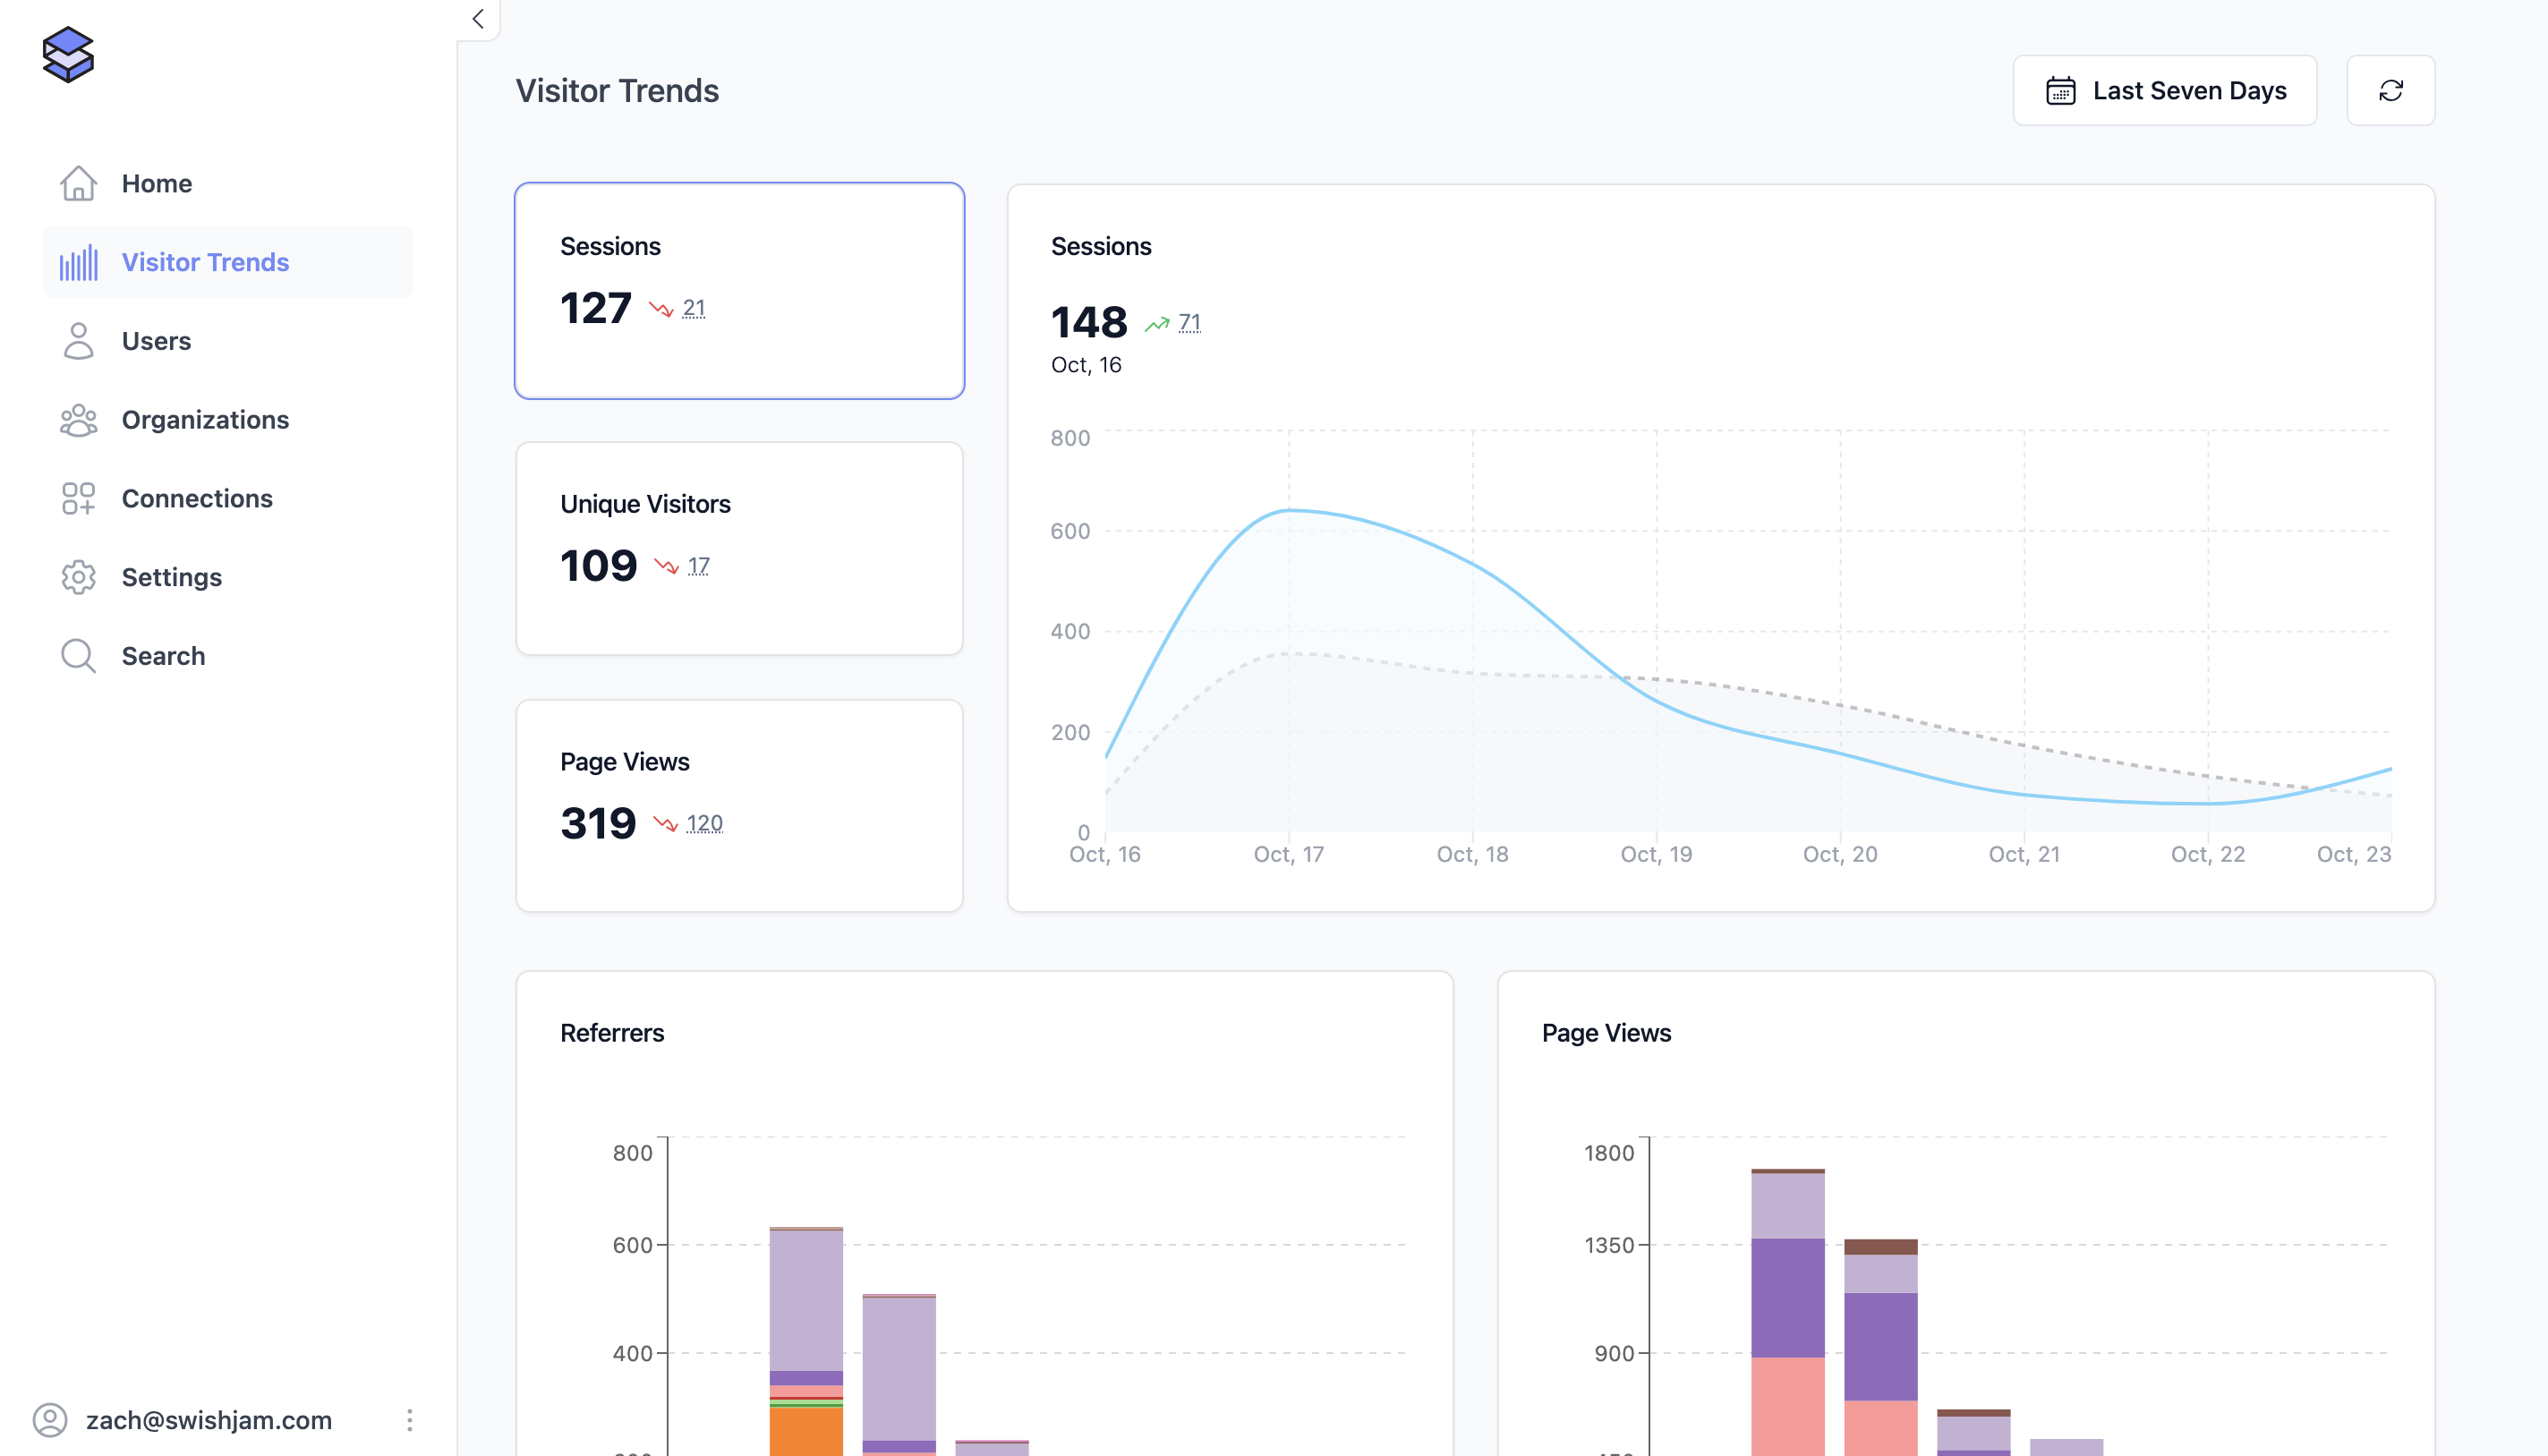 Home
Visitor Trends
Users
Organizations
Connections
Settings
Search
zach@swishjam.com
Visitor Trends
Last Seven Days
Sessions
127 21
Unique Visitors
109 17
Page Views
319 120
Sessions
148 71
Oct, 16
800
600
400
200
0
Oct, 16 Oct, 17 Oct, 18 Oct, 19 Oct, 20 Oct, 21 Oct, 22 Oct, 23
Referrers
800
600
400
Page Views
1800
1350
900